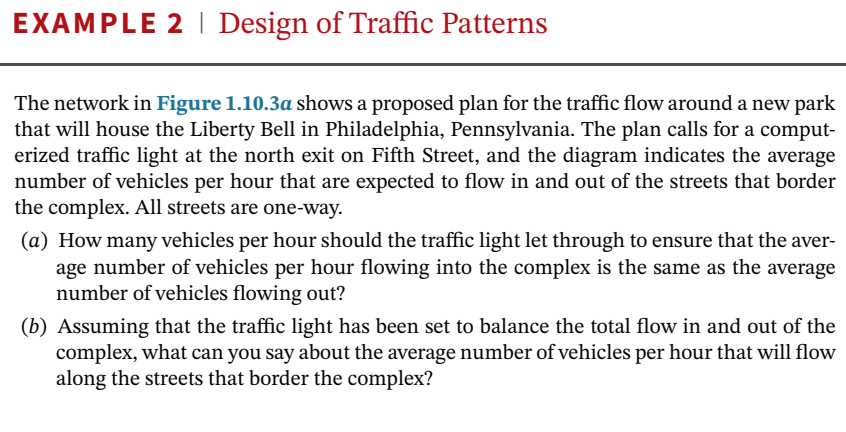 EXAMPLE 2 | Design of Traffic Patterns
The network in Figure 1.10.3a shows a proposed plan for the traffic flow around a new park
that will house the Liberty Bell in Philadelphia, Pennsylvania. The plan calls for a comput-
erized traffic light at the north exit on Fifth Street, and the diagram indicates the average
number of vehicles per hour that are expected to flow in and out of the streets that border
the complex. All streets are one-way.
(a) How many vehicles per hour should the traffic light let through to ensure that the aver-
age number of vehicles per hour flowing into the complex is the same as the average
number of vehicles flowing out?
(b) Assuming that the traffic light has been set to balance the total flow in and out of the
complex, what can you say about the average number of vehicles per hour that will flow
along the streets that border the complex?